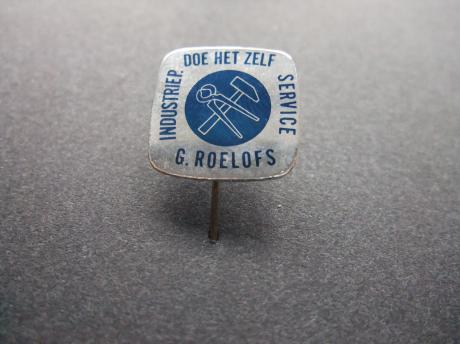 INDUSTRIEP.
DOE HET ZELF
SERVICE
G. ROELOFS